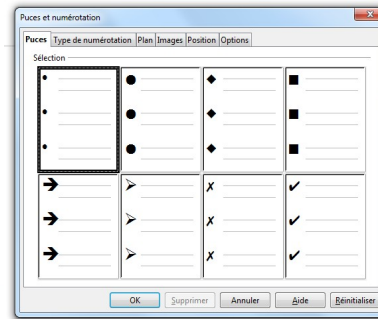 Puces et numérotation
Puces Type de numérotation Plan Images Position Options
Sélection
OK Supprimer Annuler Aide Réinitialiser